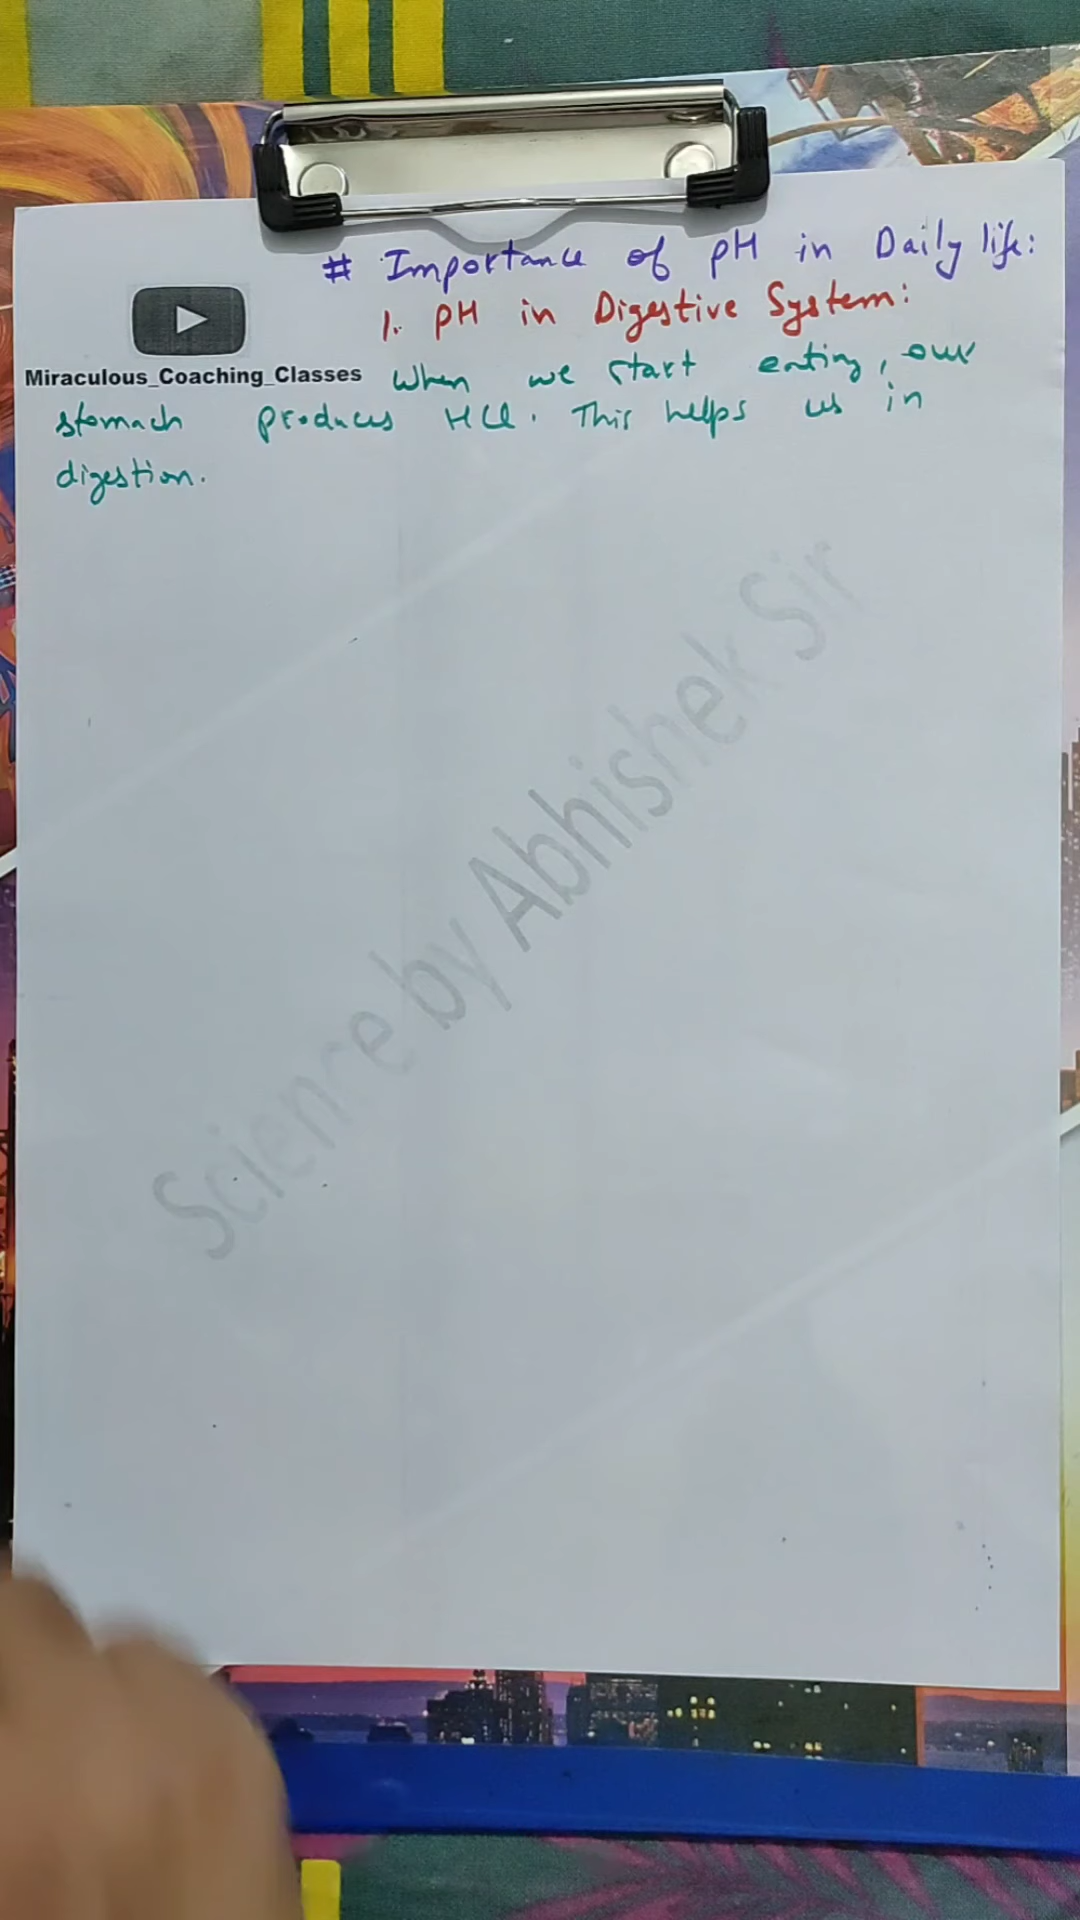 # Importance of pH in Daily life:
1. pH in Digestive System:
Miraculous_Coaching_Classes
When we start eating, our
stomach produces HCl. This helps us in
digestion.
Science by Abhishek Sir